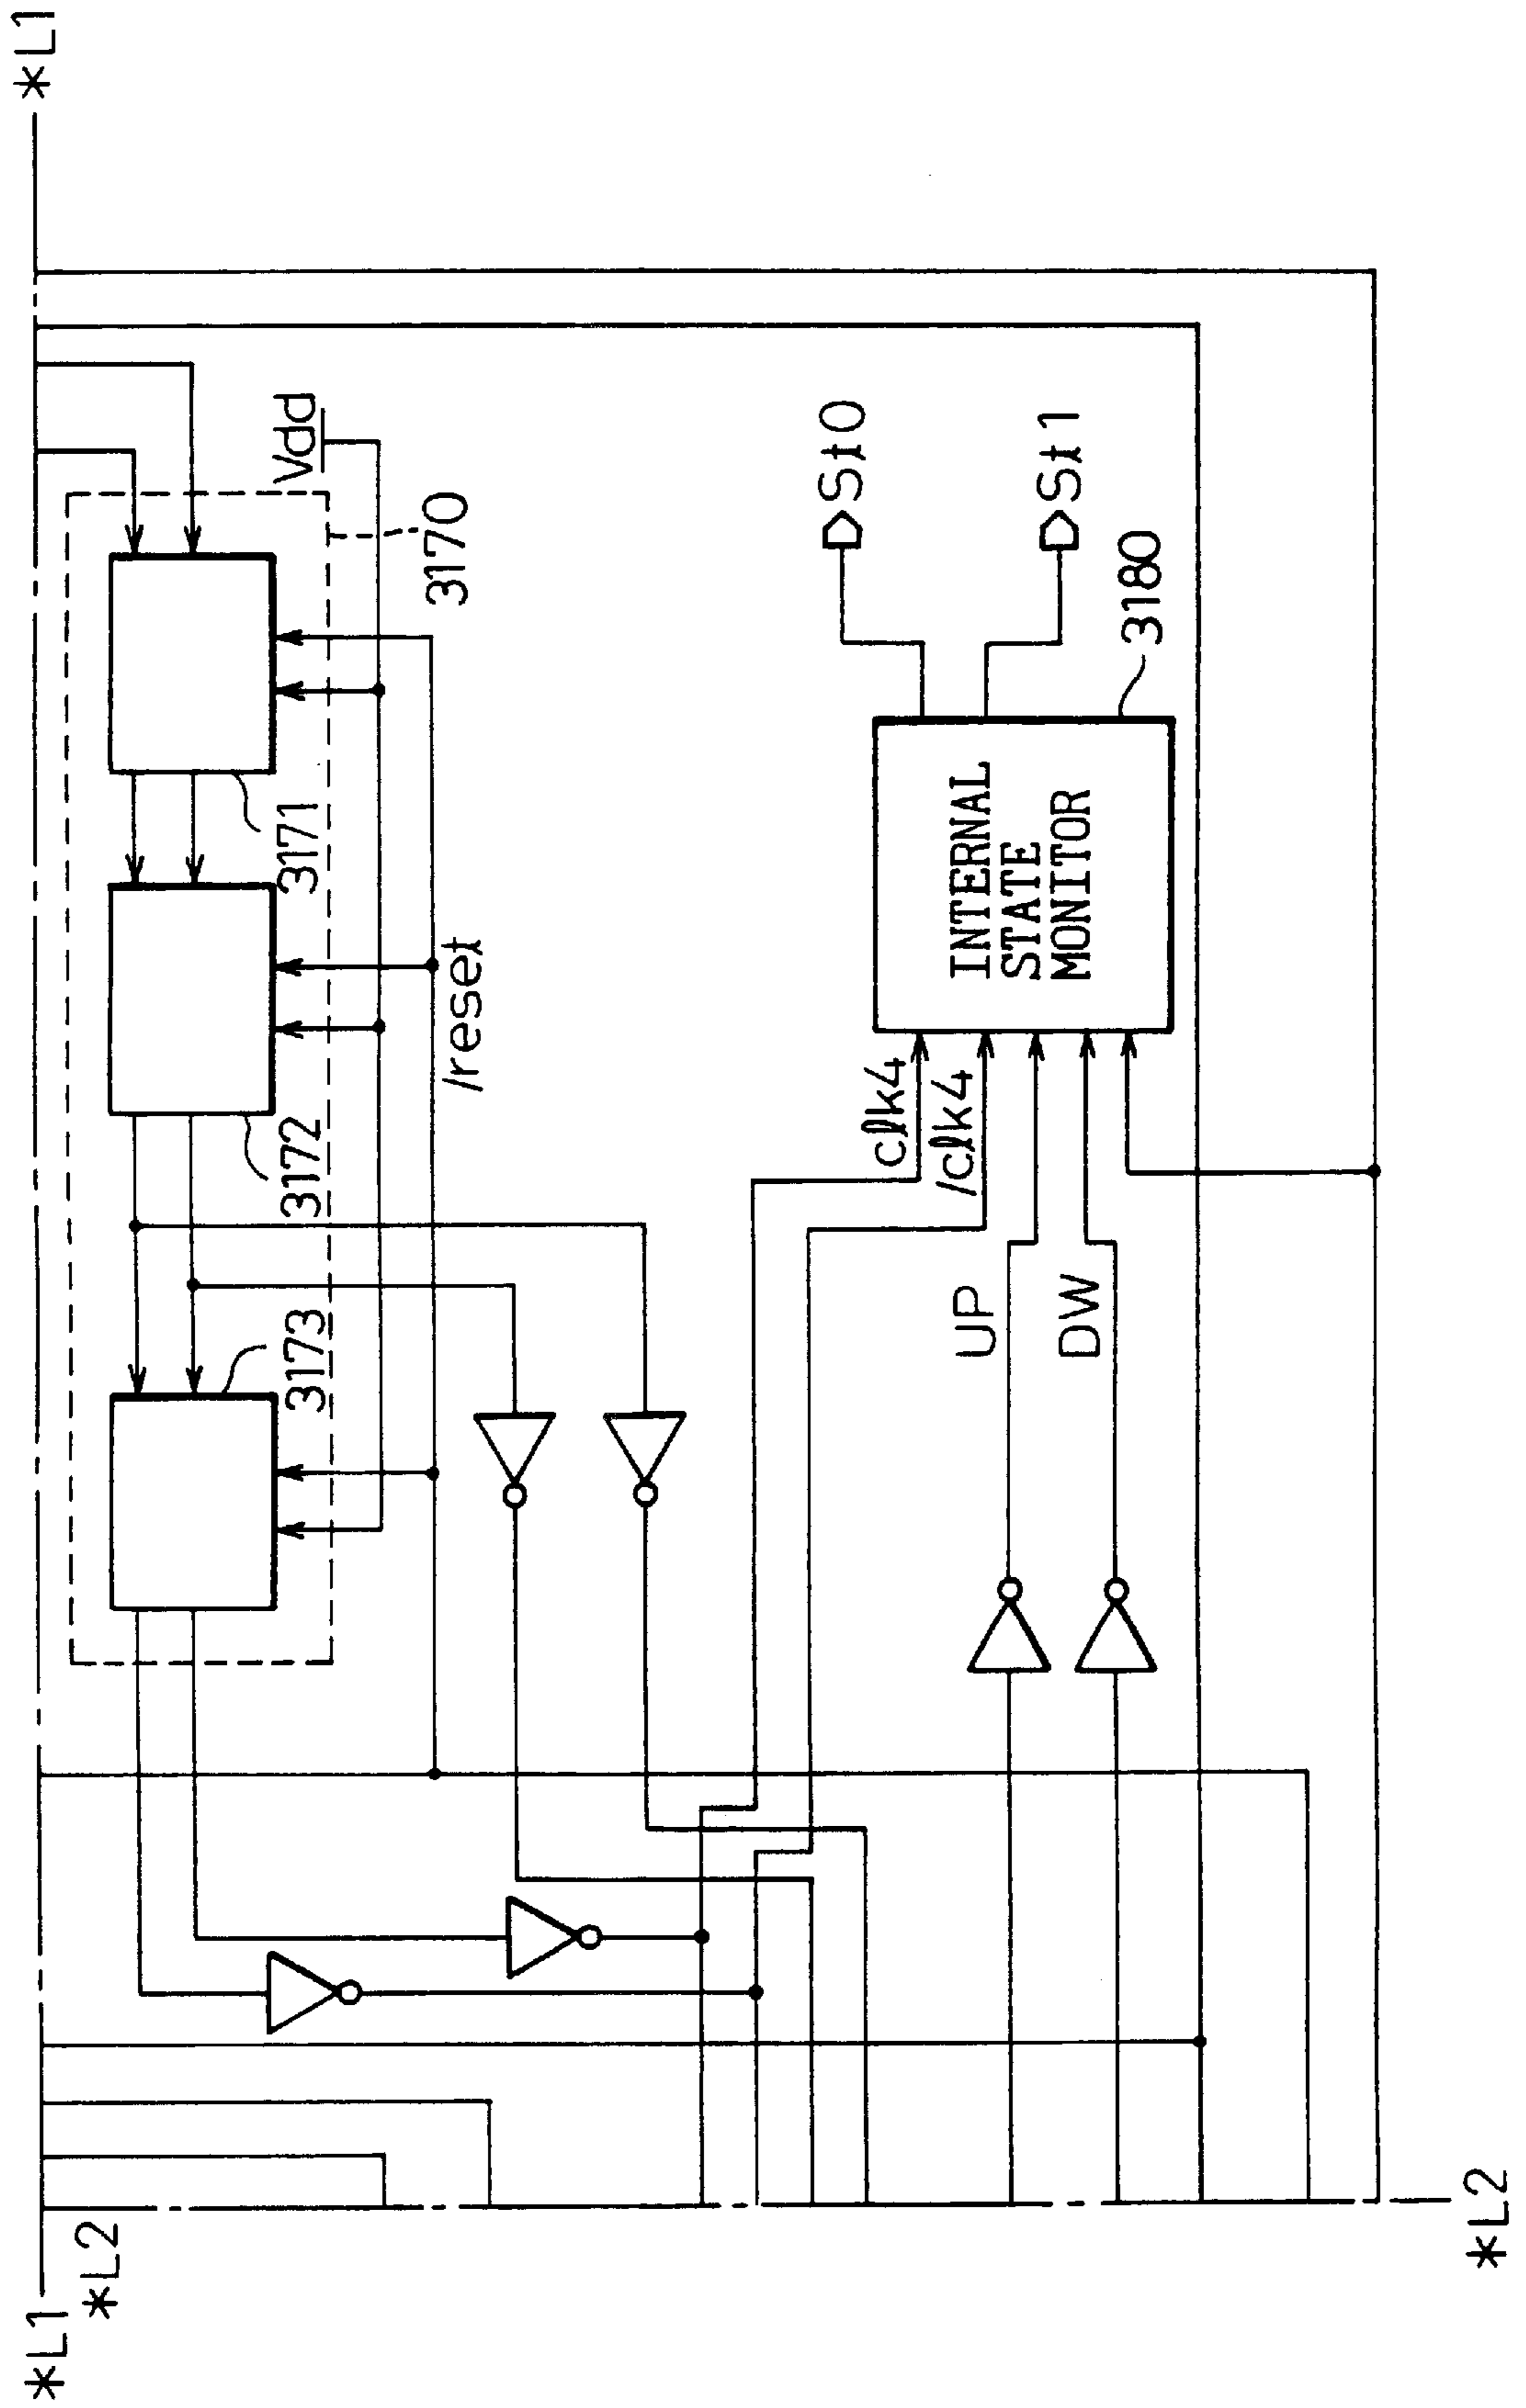 *L1
Vdd
3170
3171
3172
3173
/reset
St0
St1
3180
INTERNAL
STATE
MONITOR
clk4
/clk4
UP
DW
*L1
*L2
*L2